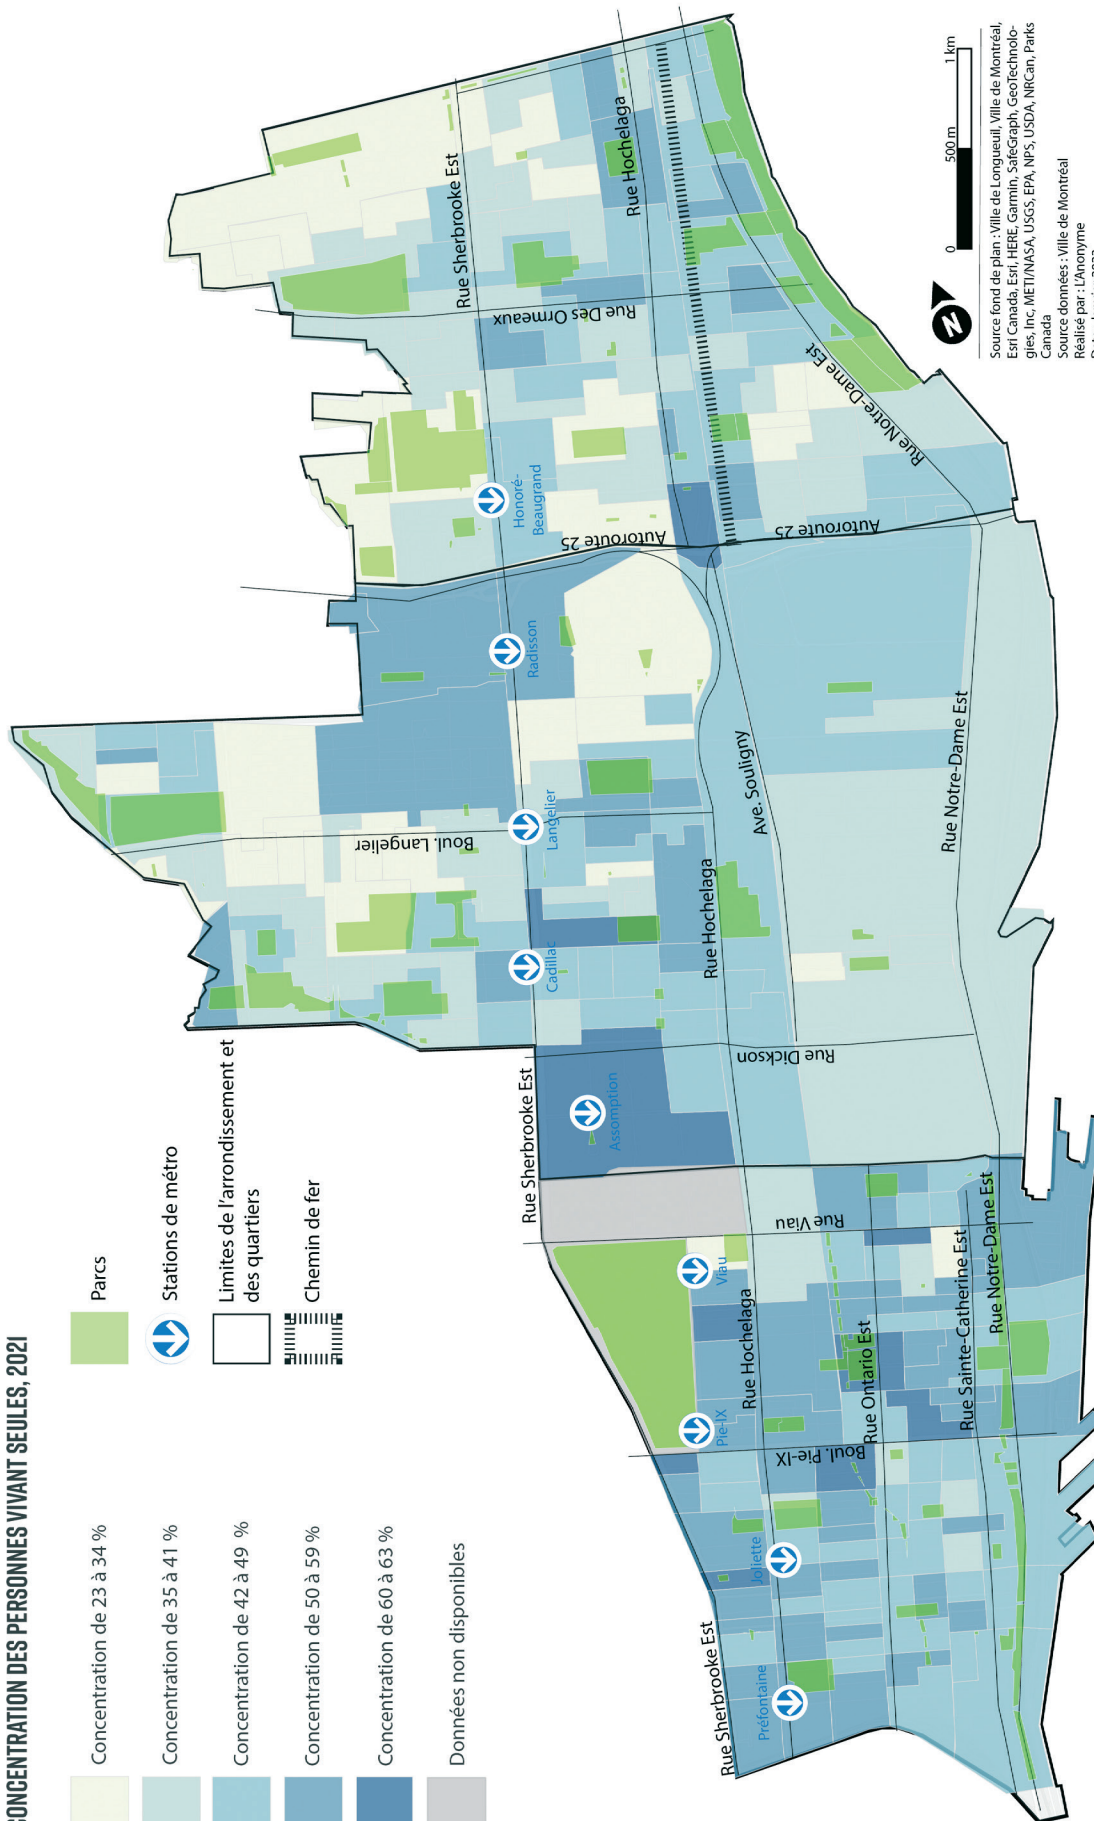 CONCENTRATION DES PERSONNES VIVANT SEULES, 2021
Concentration de 23 à 34 %
Concentration de 35 à 41 %
Concentration de 42 à 49 %
Concentration de 50 à 59 %
Concentration de 60 à 63 %
Données non disponibles
Parcs
Stations de métro
Limites de l'arrondissement et
des quartiers
Chemin de fer
Rue Sherbrooke Est
Rue Sherbrooke Est
Rue Sherbrooke Est
Préfontaine
Joliette
Pie-IX
Viau
Assomption
Cadillac
Langelier
Radisson
Honoré-
Beaugrand
Boul. Pie-IX
Rue Viau
Rue Dickson
Boul. Langelier
Autoroute 25
Autoroute 25
Rue Des Ormeaux
Rue Hochelaga
Rue Hochelaga
Rue Hochelaga
Rue Ontario Est
Rue Sainte-Catherine Est
Rue Notre-Dame Est
Rue Notre-Dame Est
Rue Notre-Dame Est
Ave. Souligny
N
0
500 m
1 km
Source fond de plan : Ville de Longueuil, Ville de Montréal,
Esri Canada, Esri, HERE, Garmin, SafeGraph, GeoTechnolo-
gies, Inc, METI/NASA, USGS, EPA, NPS, USDA, NRCan, Parks
Canada
Source données : Ville de Montréal
Réalisé par : L'Anonyme